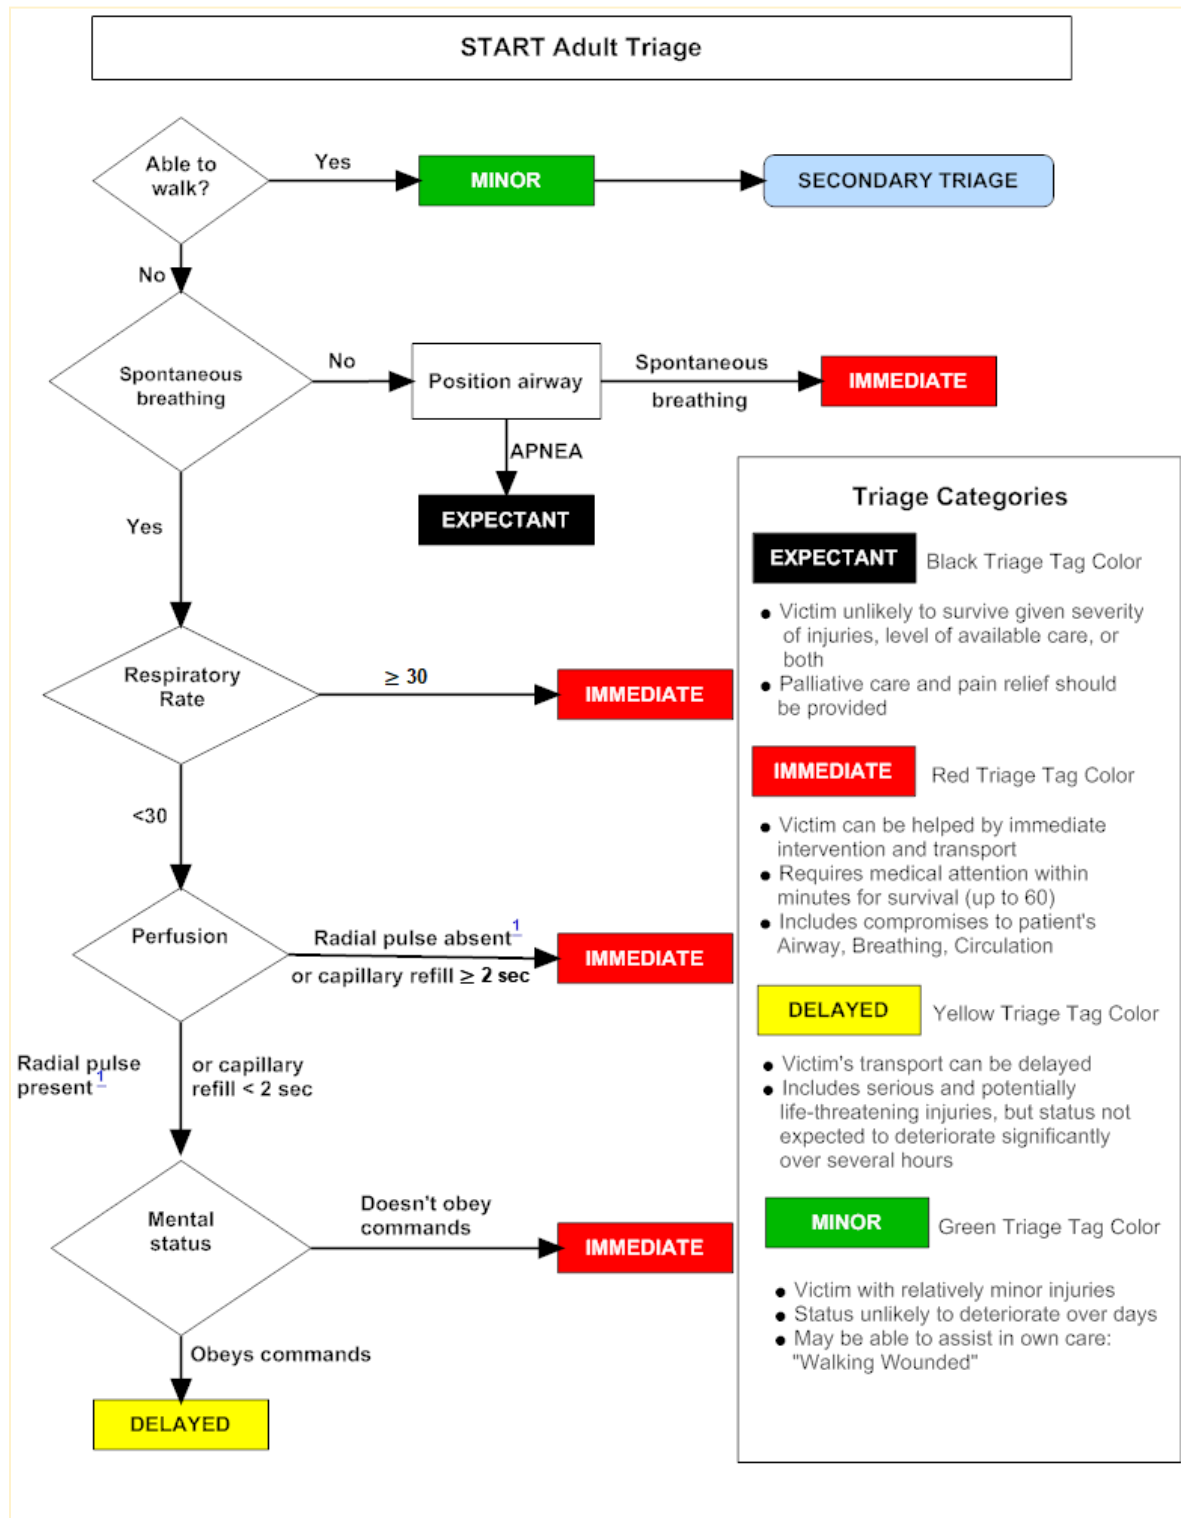 START Adult Triage
Able to
walk?
Yes
MINOR
SECONDARY TRIAGE
No
Spontaneous
breathing
No
Position airway
Spontaneous
breathing
IMMEDIATE
APNEA
EXPECTANT
Yes
Respiratory
Rate
≥ 30
IMMEDIATE
<30
Perfusion
Radial pulse absent 1
or capillary refill ≥ 2 sec
IMMEDIATE
Radial pulse
present 1
or capillary
refill < 2 sec
Mental
status
Doesn't obey
commands
IMMEDIATE
Obeys commands
DELAYED
Triage Categories
EXPECTANT Black Triage Tag Color
● Victim unlikely to survive given severity
of injuries, level of available care, or
both
● Palliative care and pain relief should
be provided
IMMEDIATE Red Triage Tag Color
● Victim can be helped by immediate
intervention and transport
● Requires medical attention within
minutes for survival (up to 60)
● Includes compromises to patient's
Airway, Breathing, Circulation
DELAYED Yellow Triage Tag Color
● Victim's transport can be delayed
● Includes serious and potentially
life-threatening injuries, but status not
expected to deteriorate significantly
over several hours
MINOR Green Triage Tag Color
● Victim with relatively minor injuries
● Status unlikely to deteriorate over days
● May be able to assist in own care:
"Walking Wounded"